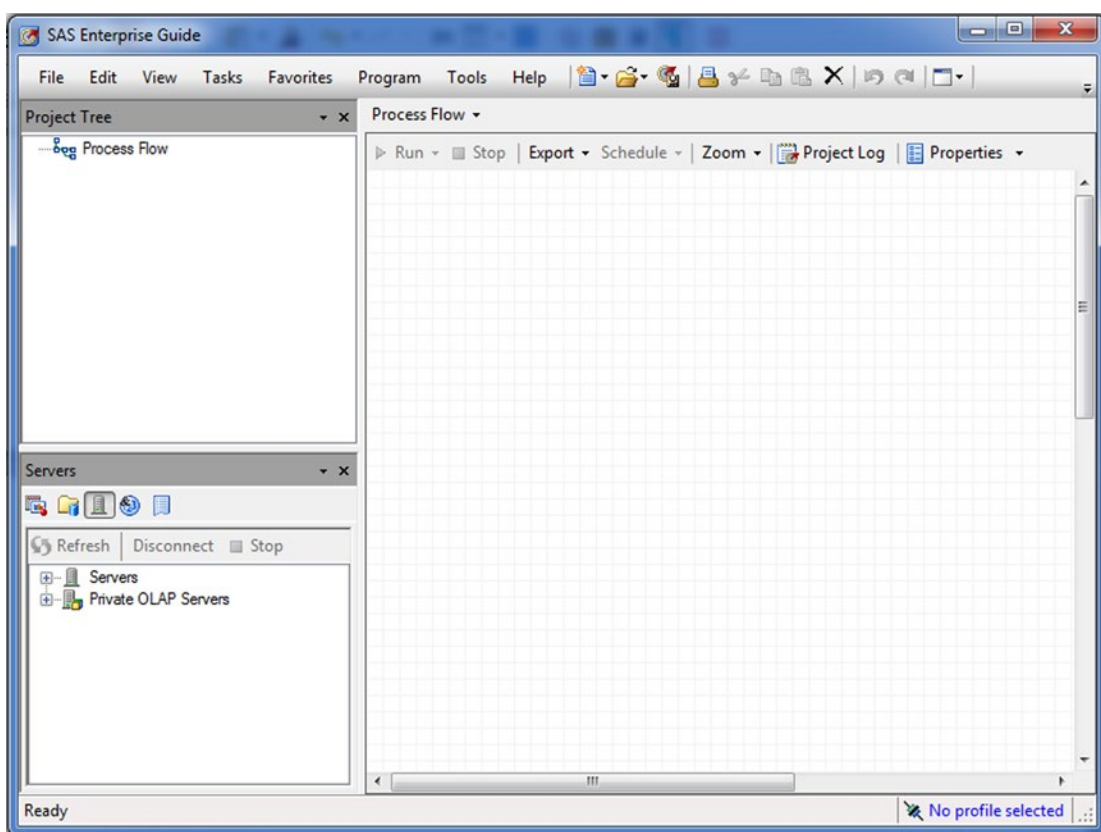 SAS Enterprise Guide
File Edit View Tasks Favorites Program Tools Help
Project Tree
Process Flow
Process Flow
Run Stop Export Schedule Zoom Project Log Properties
Servers
Refresh Disconnect Stop
Servers
Private OLAP Servers
Ready
No profile selected